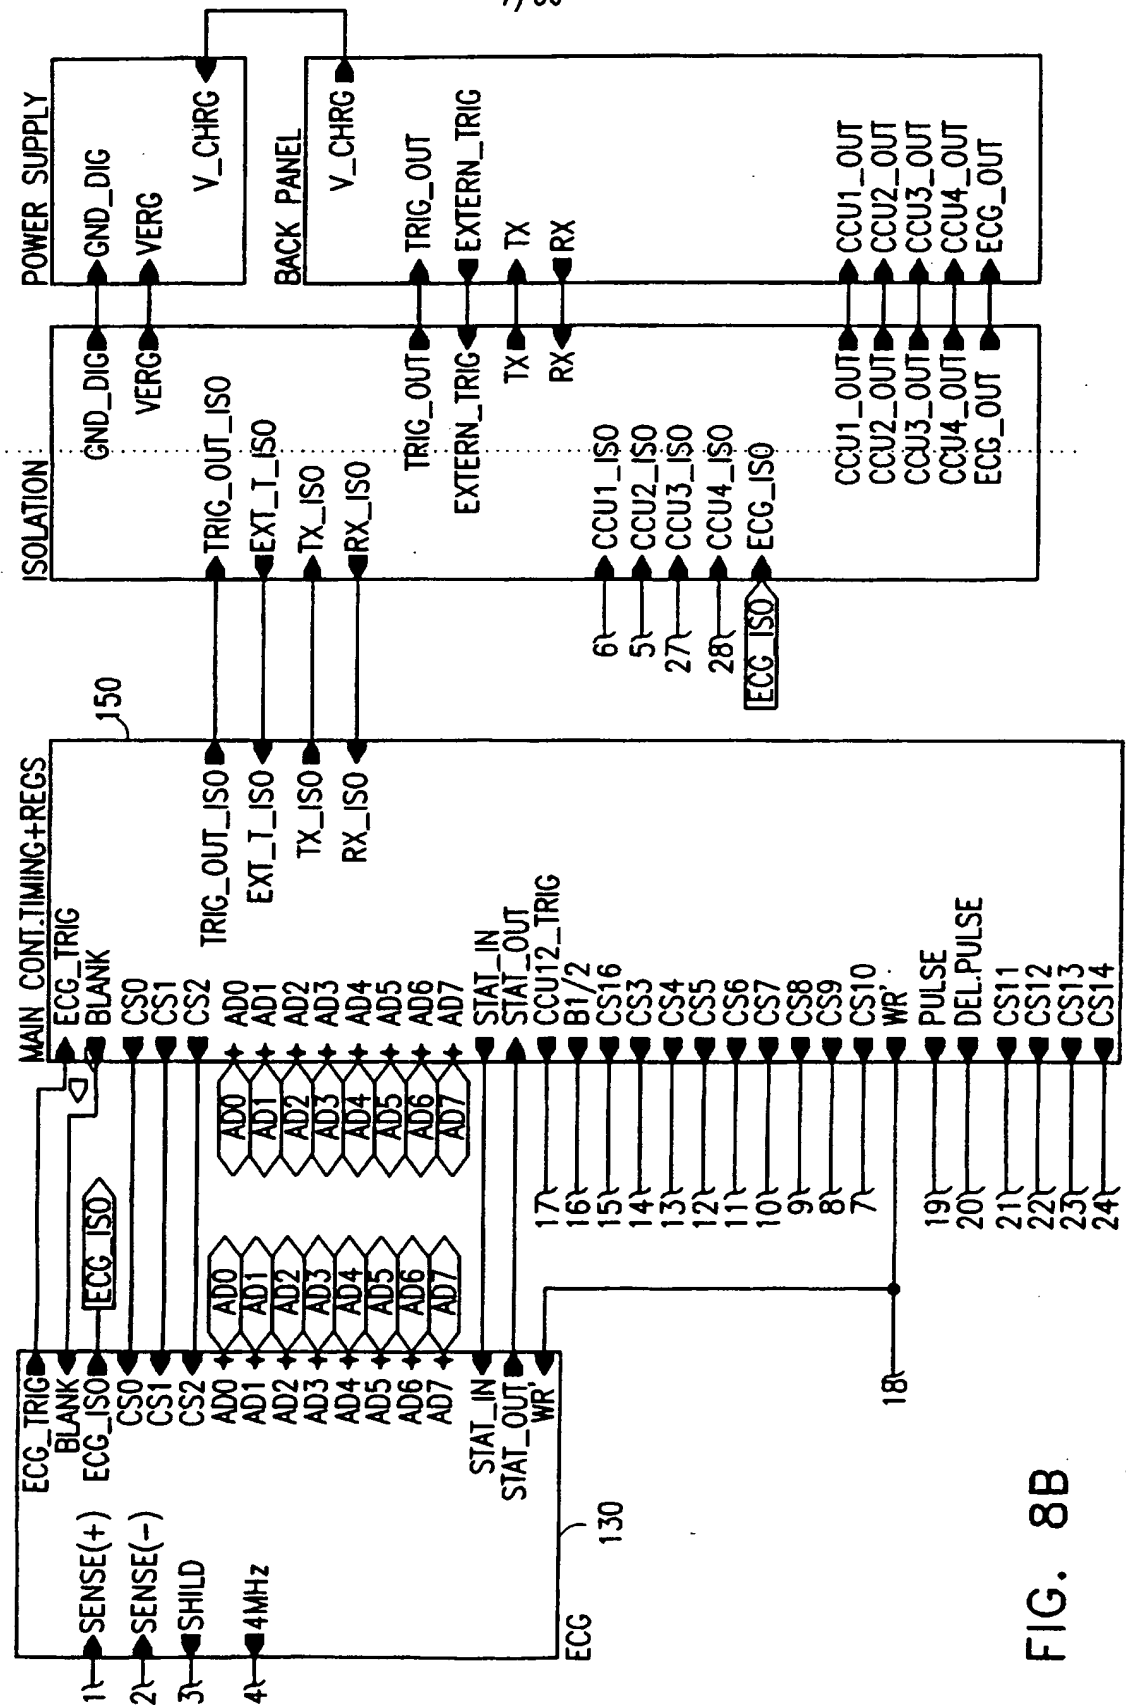 POWER SUPPLY
GND_DIG
VERG
V_CHRG
BACK PANEL
V_CHRG
TRIG_OUT
EXTERN_TRIG
TX
RX
CCU1_OUT
CCU2_OUT
CCU3_OUT
CCU4_OUT
ECG_OUT
ISOLATION
GND_DIG
VERG
TRIG_OUT_ISO
EXT_T_ISO
TX_ISO
RX_ISO
TRIG_OUT
EXTERN_TRIG
TX
RX
6 CCU1_ISO
5 CCU2_ISO
27 CCU3_ISO
28 CCU4_ISO
ECG_ISO ECG_ISO
CCU1_OUT
CCU2_OUT
CCU3_OUT
CCU4_OUT
ECG_OUT
150
MAIN CONT.TIMING+REGS
ECG_TRIG
BLANK
CS0
CS1
CS2
TRIG_OUT_ISO
EXT_T_ISO
TX_ISO
RX_ISO
AD0 AD0
AD1 AD1
AD2 AD2
AD3 AD3
AD4 AD4
AD5 AD5
AD6 AD6
AD7 AD7
STAT_IN
STAT_OUT
17 CCU12_TRIG
16 B1/2
15 CS16
14 CS3
13 CS4
12 CS5
11 CS6
10 CS7
9 CS8
8 CS9
7 CS10
WR'
19 PULSE
20 DEL.PULSE
21 CS11
22 CS12
23 CS13
24 CS14
ECG_TRIG
BLANK
ECG_ISO ECG_ISO
CS0
CS1
CS2
AD0 AD0
AD1 AD1
AD2 AD2
AD3 AD3
AD4 AD4
AD5 AD5
AD6 AD6
AD7 AD7
STAT_IN
STAT_OUT
WR'
18
1 SENSE(+)
2 SENSE(-)
3 SHILD
4 4MHz
130
ECG
FIG. 8B